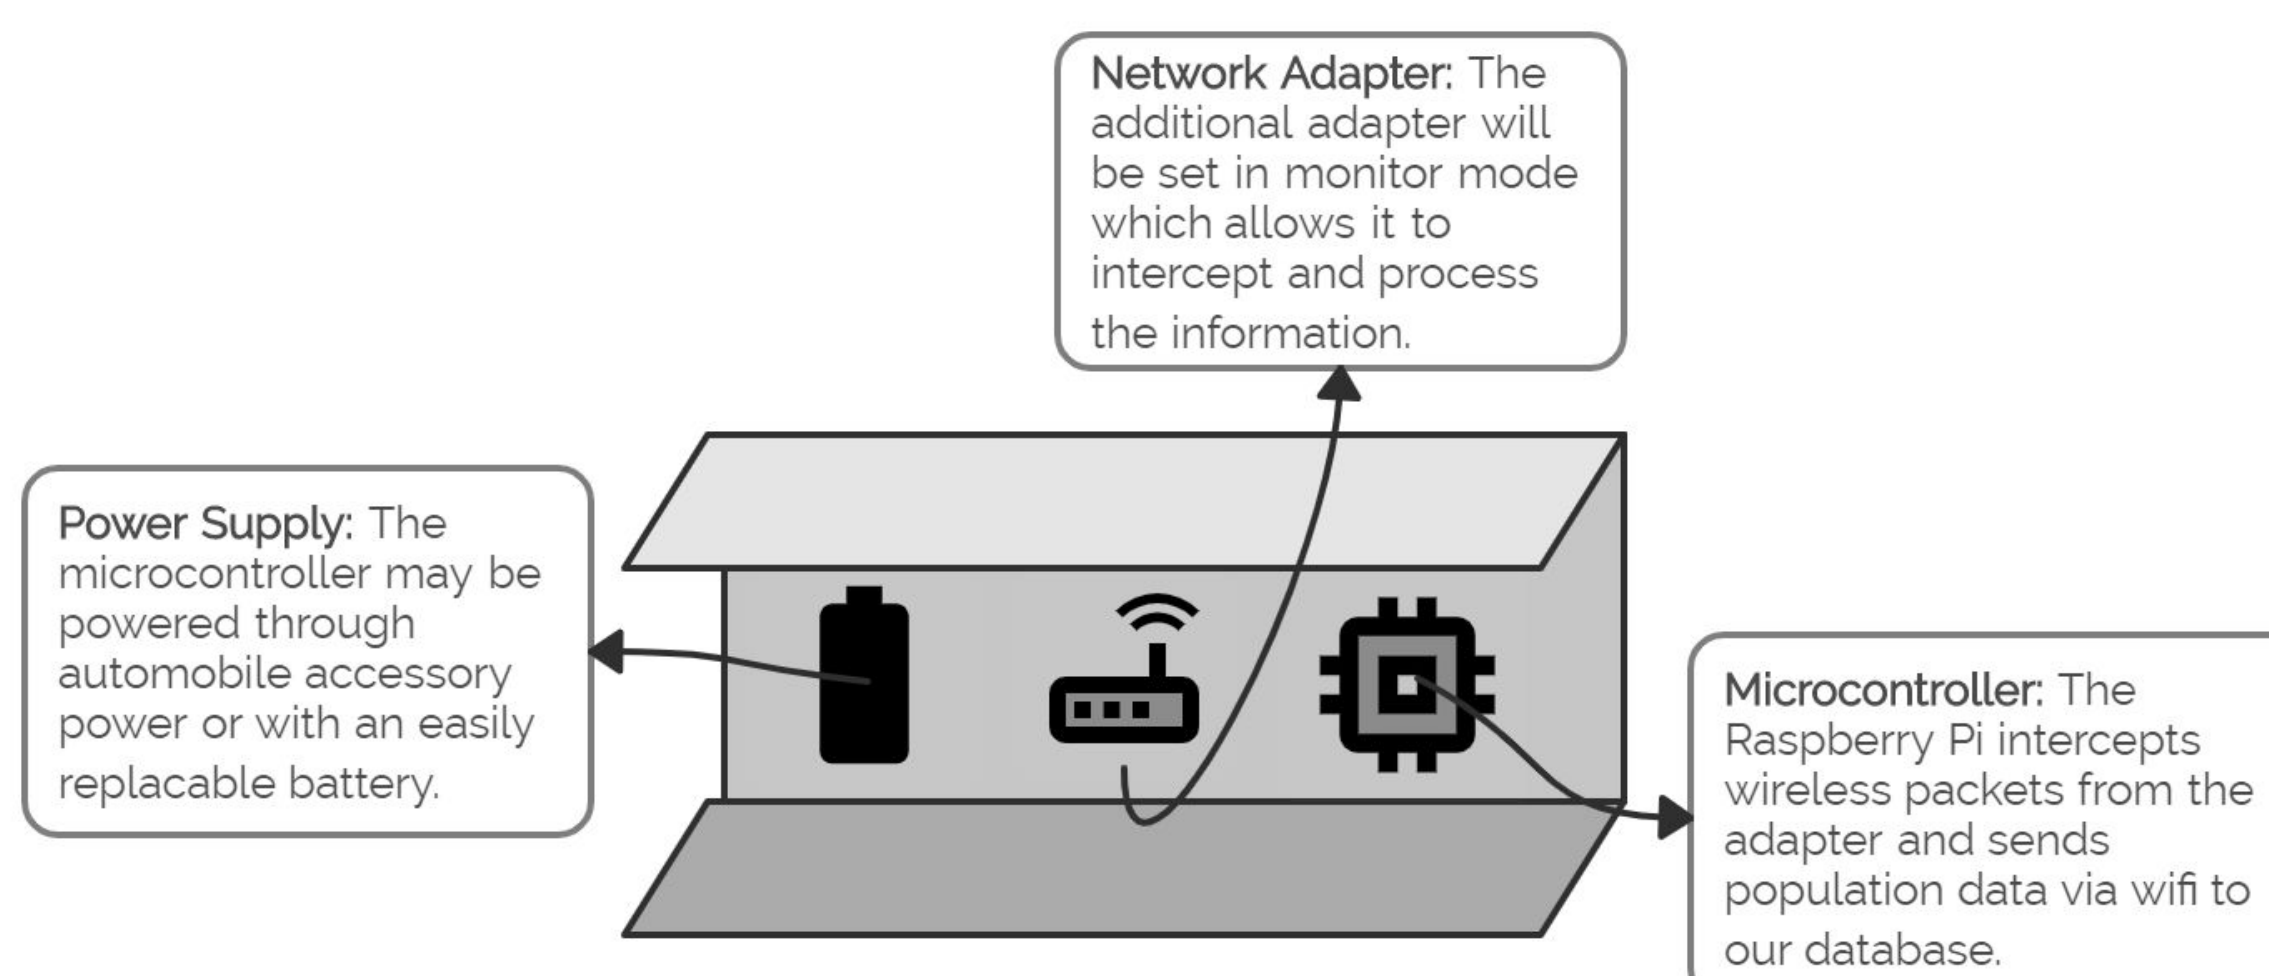 Network Adapter: The
additional adapter will
be set in monitor mode
which allows it to
intercept and process
the information.
Power Supply: The
microcontroller may be
powered through
automobile accessory
power or with an easily
replacable battery.
Microcontroller: The
Raspberry Pi intercepts
wireless packets from the
adapter and sends
population data via wifi to
our database.